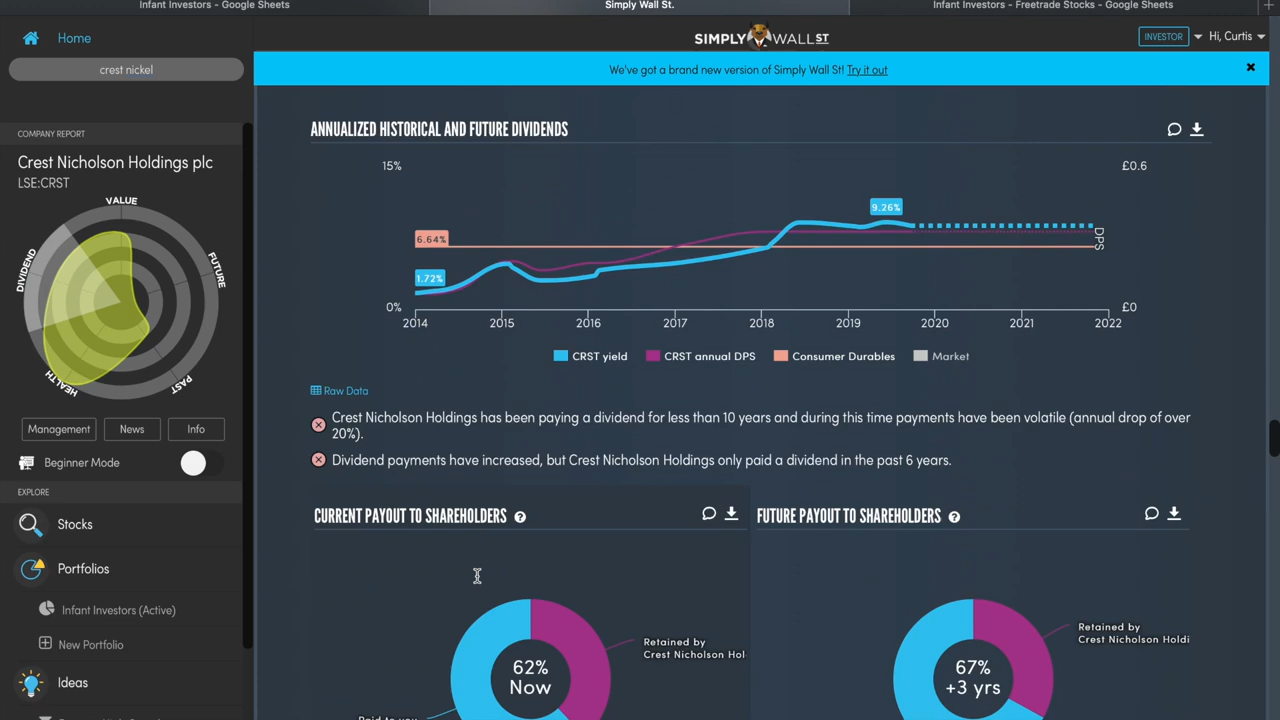 Infant Investors - Google Sheets
Simply Wall St.
Infant Investors - Freetrade Stocks - Google Sheets
Home
SIMPLY WALL ST
INVESTOR
Hi, Curtis
crest nickel
We've got a brand new version of Simply Wall St! Try it out
COMPANY REPORT
Crest Nicholson Holdings plc
LSE:CRST
VALUE
FUTURE
PAST
HEALTH
DIVIDEND
Management
News
Info
Beginner Mode
EXPLORE
Stocks
Portfolios
Infant Investors (Active)
New Portfolio
Ideas
ANNUALIZED HISTORICAL AND FUTURE DIVIDENDS
15%
£0.6
9.26%
6.64%
DPS
1.72%
0%
£0
2014 2015 2016 2017 2018 2019 2020 2021 2022
CRST yield
CRST annual DPS
Consumer Durables
Market
Raw Data
Crest Nicholson Holdings has been paying a dividend for less than 10 years and during this time payments have been volatile (annual drop of over
20%).
Dividend payments have increased, but Crest Nicholson Holdings only paid a dividend in the past 6 years.
CURRENT PAYOUT TO SHAREHOLDERS
Retained by
Crest Nicholson Hol
62%
Now
Paid to you
FUTURE PAYOUT TO SHAREHOLDERS
Retained by
Crest Nicholson Holdi
67%
+3 yrs